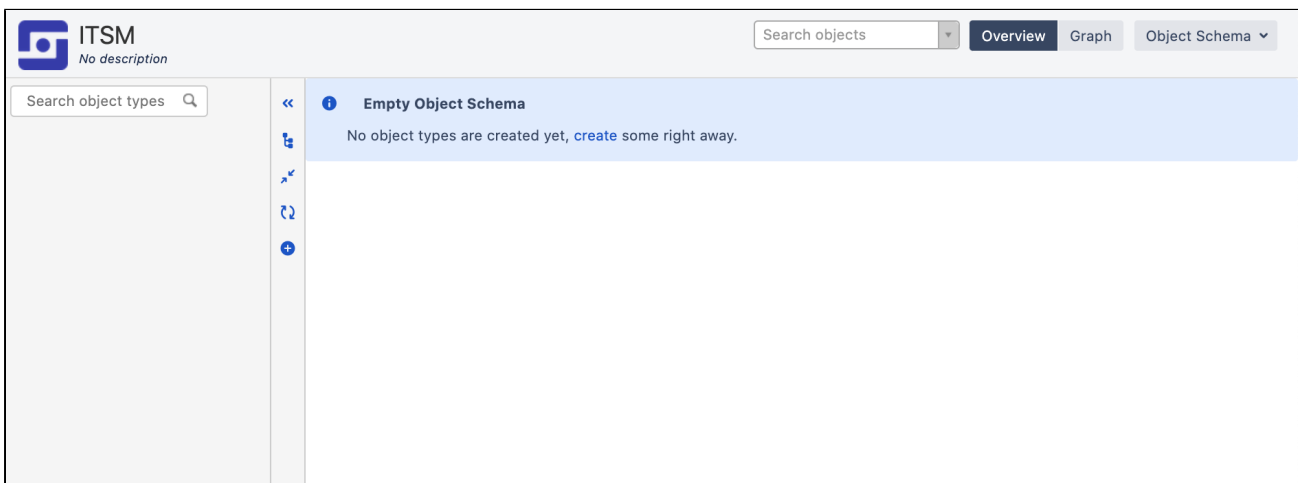 ITSM
No description
Search objects
Overview
Graph
Object Schema
Search object types
Empty Object Schema
No object types are created yet, create some right away.